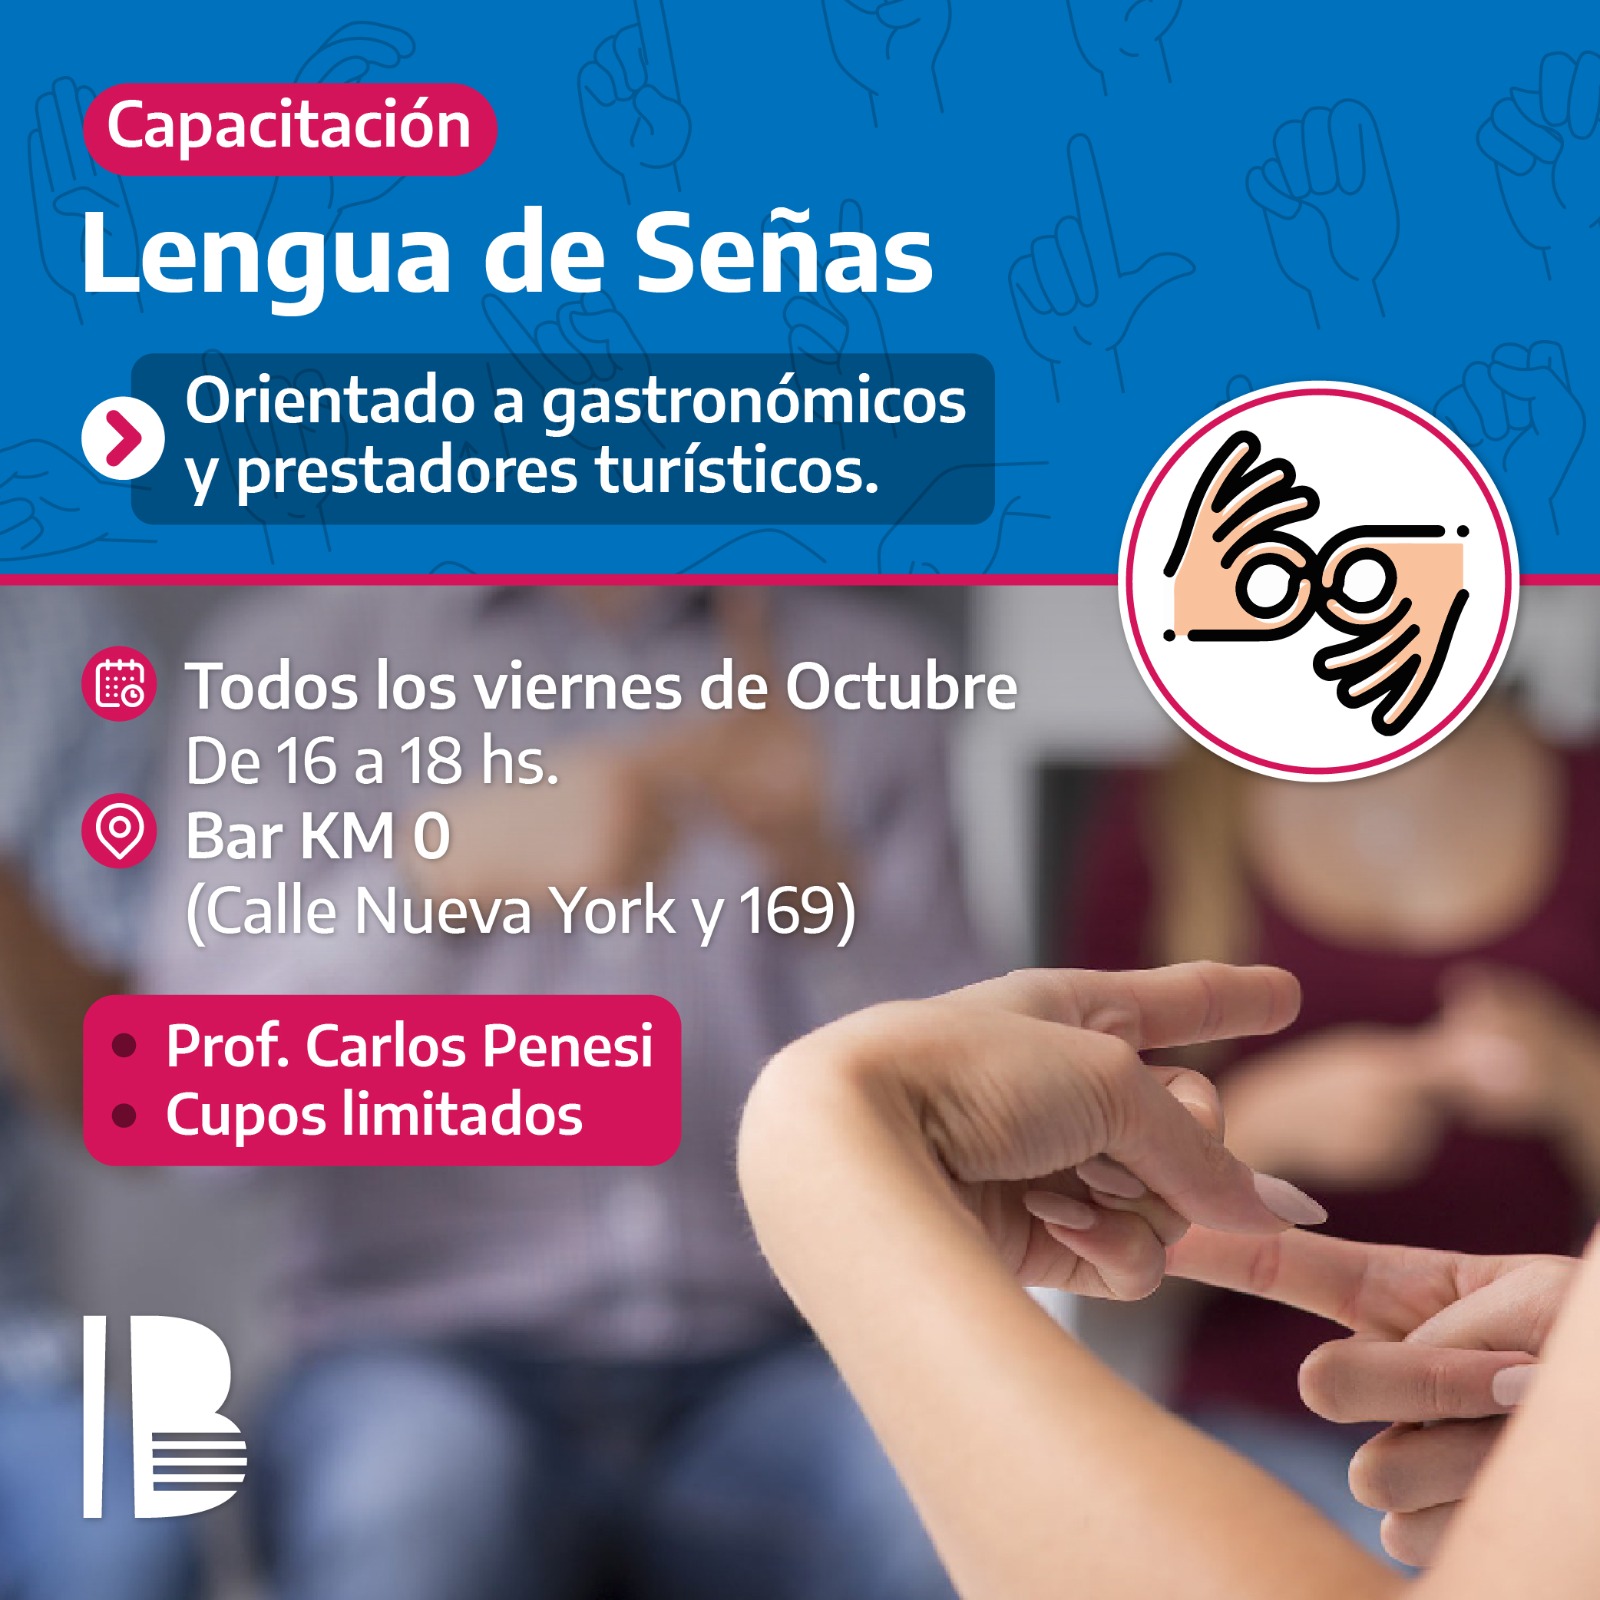 Capacitación
Lengua de Señas
Orientado a gastronómicos
y prestadores turísticos.
Todos los viernes de Octubre
De 16 a 18 hs.
Bar KM 0
(Calle Nueva York y 169)
Prof. Carlos Penesi
Cupos limitados
B